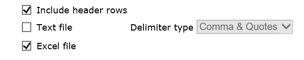 Include header rows
Text file Delimiter type Comma & Quotes
Excel file